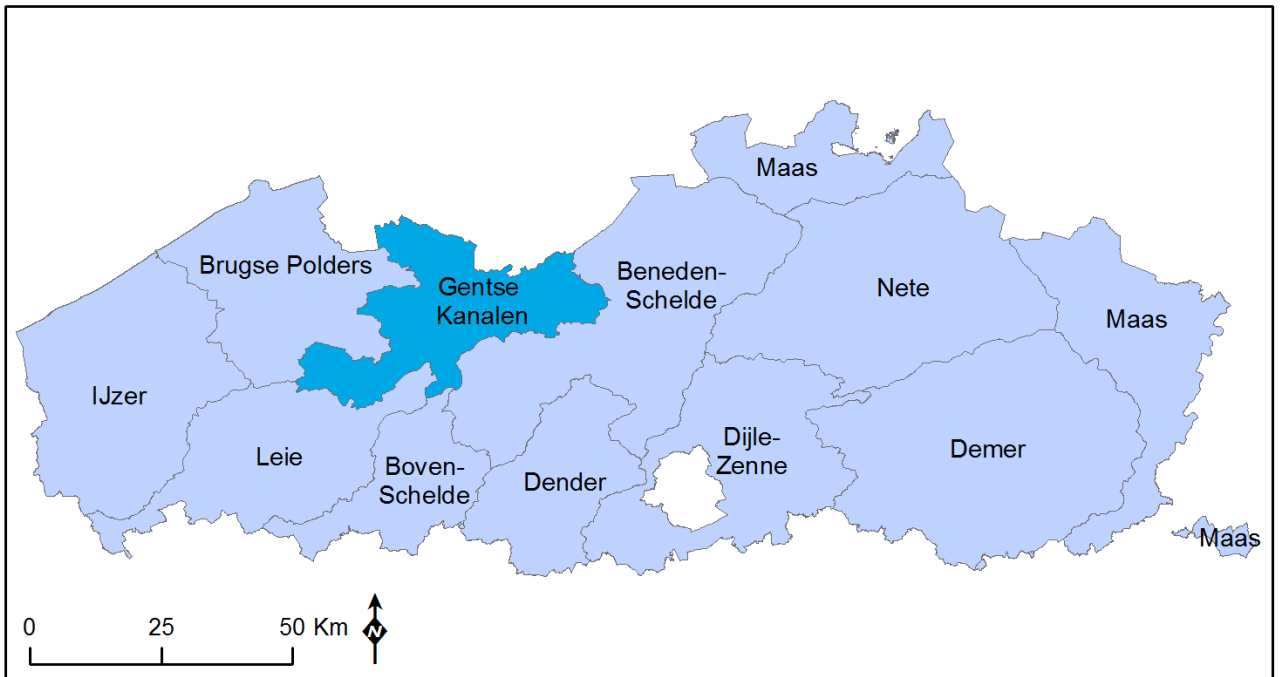 Maas
Brugse Polders
Gentse
Kanalen
Beneden-
Schelde
Nete
Maas
IJzer
Leie
Boven-
Schelde
Dender
Dijle-
Zenne
Demer
Maas
0 25 50 Km
N